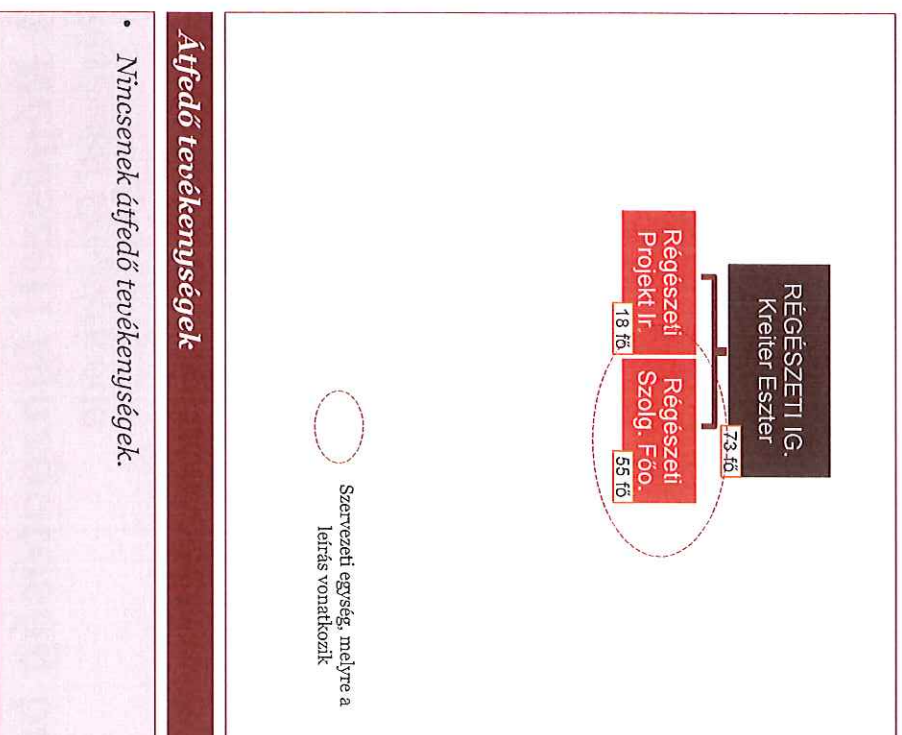 RÉGÉSZETI IG.
Kreiter Eszter
73 fő
Régészeti
Projekt Ir.
18 fő
Régészeti
Szolg. Főo.
55 fő
Szervezeti egység, melyre a
leírás vonatkozik
Átfedő tevékenységek
• Nincsenek átfedő tevékenységek.